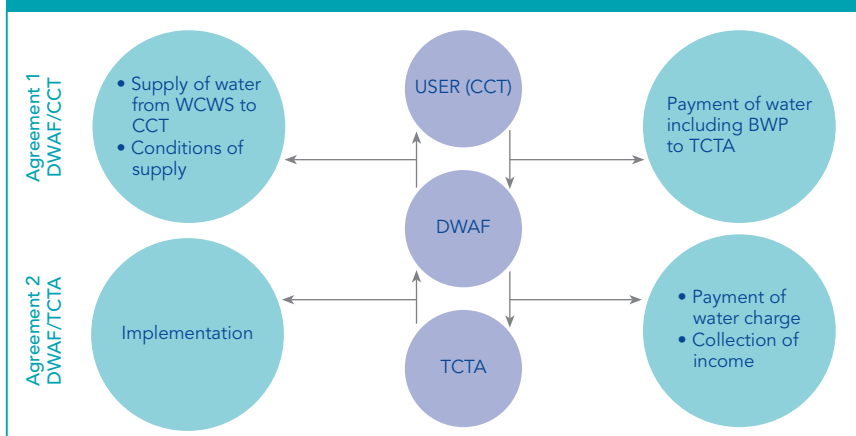 Agreement 1
DWAF/CCT
• Supply of water
from WCWS to
CCT
• Conditions of
supply
USER (CCT)
Payment of water
including BWP
to TCTA
DWAF
Agreement 2
DWAF/TCTA
Implementation
TCTA
• Payment of
water charge
• Collection of
income